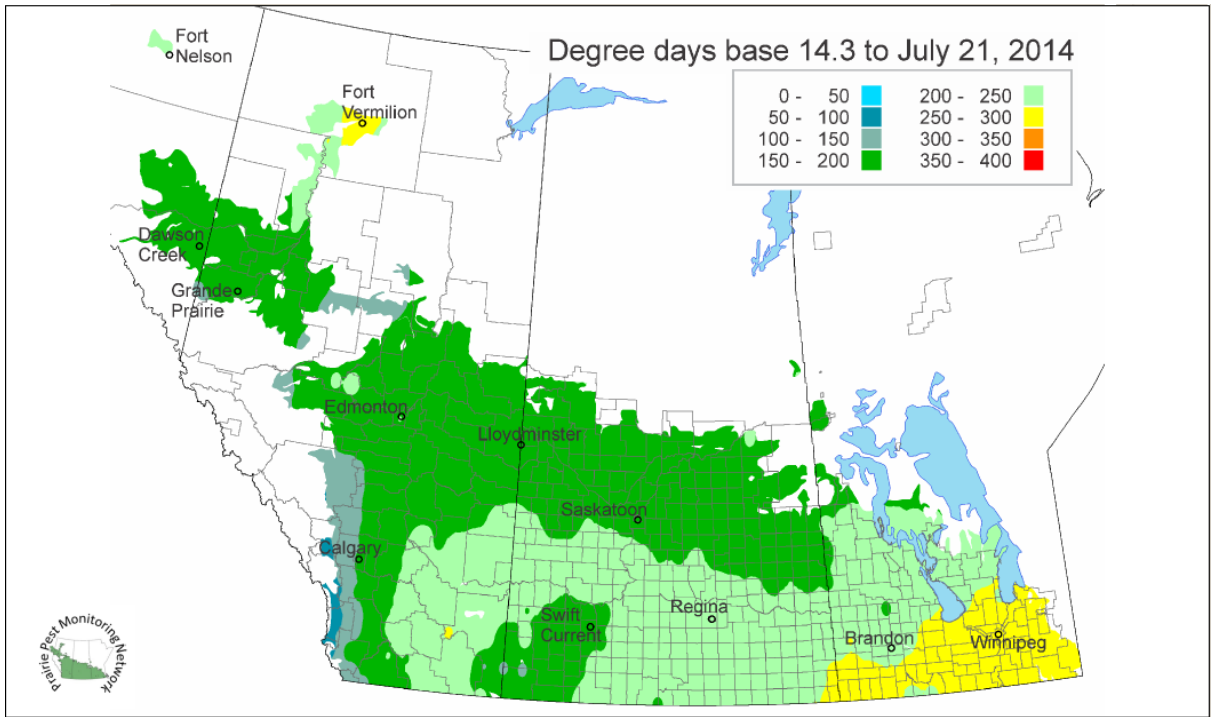 Degree days base 14.3 to July 21, 2014
0 - 50
50 - 100
100 - 150
150 - 200
200 - 250
250 - 300
300 - 350
350 - 400
Fort
Nelson
Fort
Vermilion
Dawson
Creek
Grande
Prairie
Edmonton
Lloydminster
Saskatoon
Calgary
Swift
Current
Regina
Brandon
Winnipeg
Prairie Pest Monitoring Network